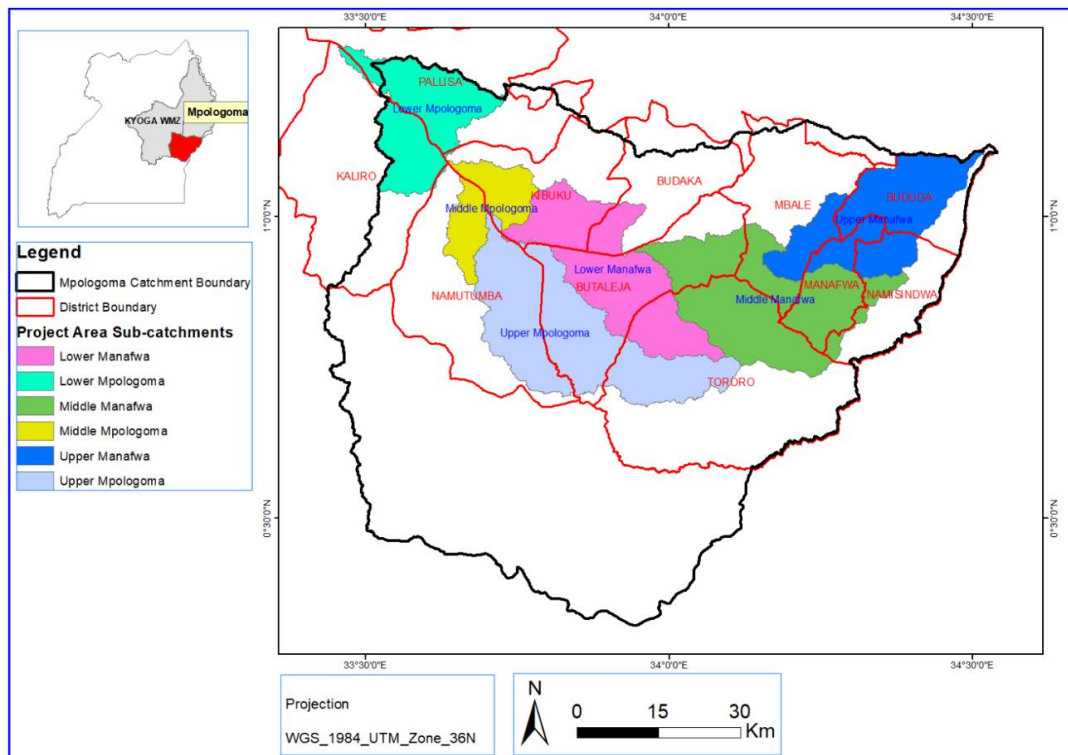 KYOGA WMZ
Mpologoma
Legend
Mpologoma Catchment Boundary
District Boundary
Project Area Sub-catchments
Lower Manafwa
Lower Mpologoma
Middle Manafwa
Middle Mpologoma
Upper Manafwa
Upper Mpologoma
33°30'0"E
34°0'0"E
34°30'0"E
PALLISA
Lower Mpologoma
KALIRO
BUDAKA
KIBUKU
Middle Mpologoma
MBALE
BUDUDA
Upper Manafwa
1°0'0"N
1°0'0"N
Lower Manafwa
BUTALEJA
NAMUTUMBA
MANAFWA
NAMISINDWA
Middle Manafwa
Upper Mpologoma
TORORO
0°30'0"N
0°30'0"N
33°30'0"E
34°0'0"E
34°30'0"E
Projection
WGS_1984_UTM_Zone_36N
N
0 15 30
Km